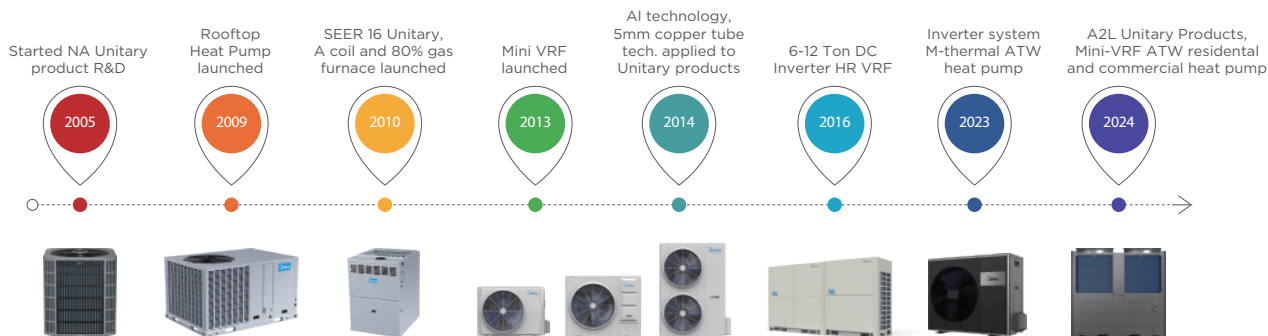 Started NA Unitary
product R&D
2005
Rooftop
Heat Pump
launched
2009
SEER 16 Unitary,
A coil and 80% gas
furnace launched
2010
Mini VRF
launched
2013
Al technology,
5mm copper tube
tech. applied to
Unitary products
2014
6-12 Ton DC
Inverter HR VRF
2016
Inverter system
M-thermal ATW
heat pump
2023
A2L Unitary Products,
Mini-VRF ATW residental
and commercial heat pump
2024